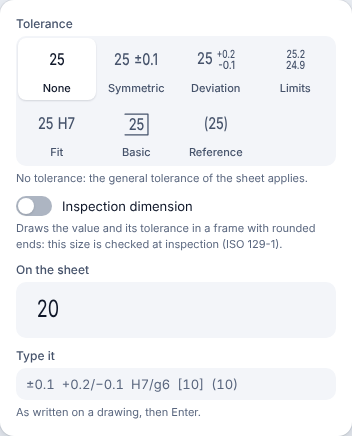 Tolerance
25 25 ±0.1 25 +0.2 -0.1 25.2 24.9
None Symmetric Deviation Limits
25 H7 25 (25)
Fit Basic Reference
No tolerance: the general tolerance of the sheet applies.
Inspection dimension
Draws the value and its tolerance in a frame with rounded
ends: this size is checked at inspection (ISO 129-1).
On the sheet
20
Type it
±0.1 +0.2/−0.1 H7/g6 [10] (10)
As written on a drawing, then Enter.